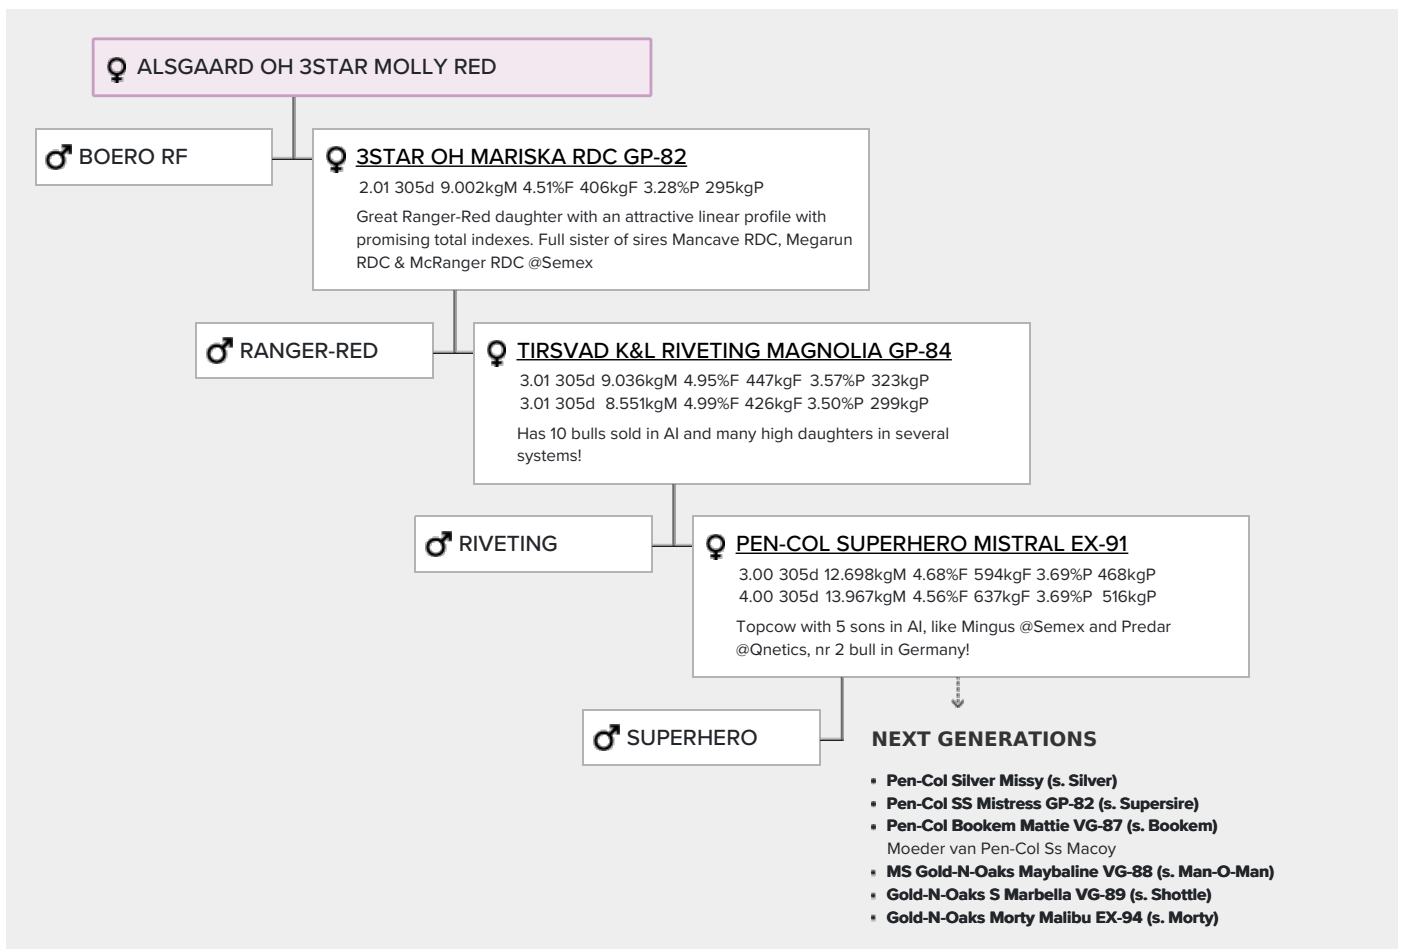 ALSGAARD OH 3STAR MOLLY RED
BOERO RF
3STAR OH MARISKA RDC GP-82
2.01 305d 9.002kgM 4.51%F 406kgF 3.28%P 295kgP
Great Ranger-Red daughter with an attractive linear profile with
promising total indexes. Full sister of sires Mancave RDC, Megarun
RDC & McRanger RDC @Semex
RANGER-RED
TIRSVAD K&L RIVETING MAGNOLIA GP-84
3.01 305d 9.036kgM 4.95%F 447kgF 3.57%P 323kgP
3.01 305d 8.551kgM 4.99%F 426kgF 3.50%P 299kgP
Has 10 bulls sold in AI and many high daughters in several
systems!
RIVETING
PEN-COL SUPERHERO MISTRAL EX-91
3.00 305d 12.698kgM 4.68%F 594kgF 3.69%P 468kgP
4.00 305d 13.967kgM 4.56%F 637kgF 3.69%P 516kgP
Topcow with 5 sons in AI, like Mingus @Semex and Predar
@Qnetics, nr 2 bull in Germany!
SUPERHERO
NEXT GENERATIONS
• Pen-Col Silver Missy (s. Silver)
• Pen-Col SS Mistress GP-82 (s. Supersire)
• Pen-Col Bookem Mattie VG-87 (s. Bookem)
Moeder van Pen-Col Ss Macoy
• MS Gold-N-Oaks Maybaline VG-88 (s. Man-O-Man)
• Gold-N-Oaks S Marbella VG-89 (s. Shottle)
• Gold-N-Oaks Morty Malibu EX-94 (s. Morty)